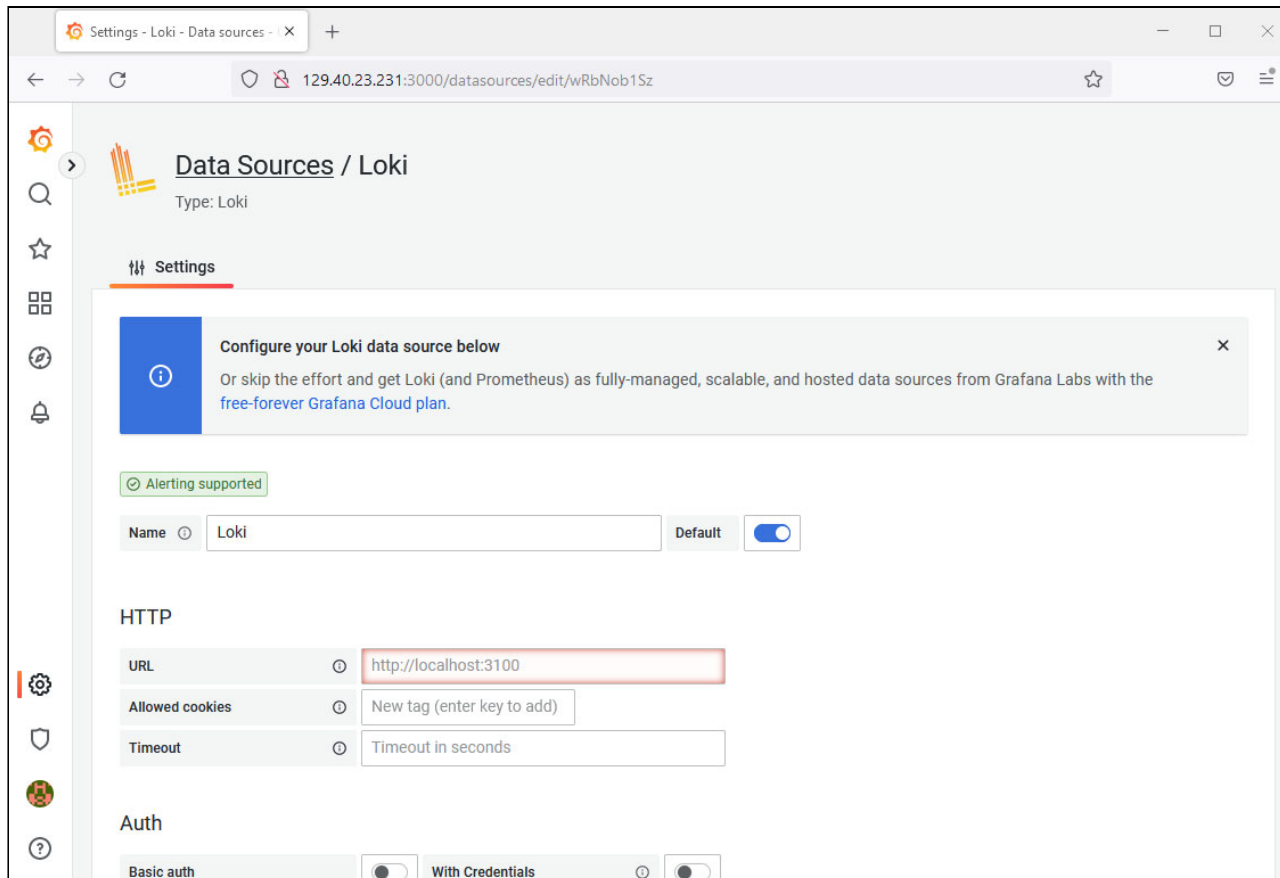 Settings - Loki - Data sources -
129.40.23.231:3000/datasources/edit/wRbNob1Sz
Data Sources / Loki
Type: Loki
Settings
Configure your Loki data source below
Or skip the effort and get Loki (and Prometheus) as fully-managed, scalable, and hosted data sources from Grafana Labs with the
free-forever Grafana Cloud plan.
Alerting supported
Name Loki Default
HTTP
URL http://localhost:3100
Allowed cookies New tag (enter key to add)
Timeout Timeout in seconds
Auth
Basic auth With Credentials